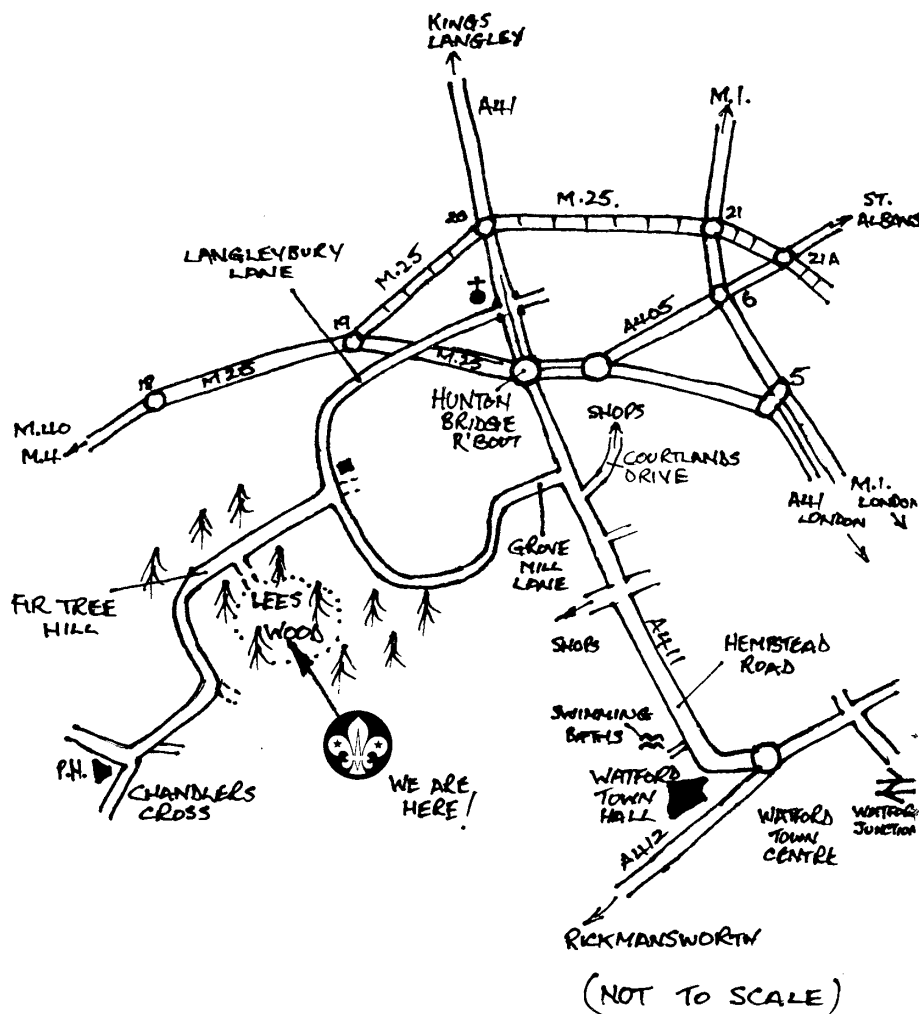 KINGS
LANGLEY
A41
M.1.
M.25.
20
21
ST.
ALBANS
21A
LANGLEYBURY
LANE
M.25
19
6
A405
M.25
M.25
18
5
HUNTON
BRIDGE
R'BOUT
SHOPS
M.40
M.4
COURTLANDS
DRIVE
M.1.
LONDON
A41
LONDON
GROVE
MILL
LANE
FIR TREE
HILL
LEES
WOOD
SHOPS
A411
HEMPSTEAD
ROAD
SWIMMING
BATHS
P.H.
CHANDLERS
CROSS
WE ARE
HERE!
WATFORD
TOWN
HALL
WATFORD
TOWN
CENTRE
WATFORD
JUNCTION
A412
RICKMANSWORTH
(NOT TO SCALE)